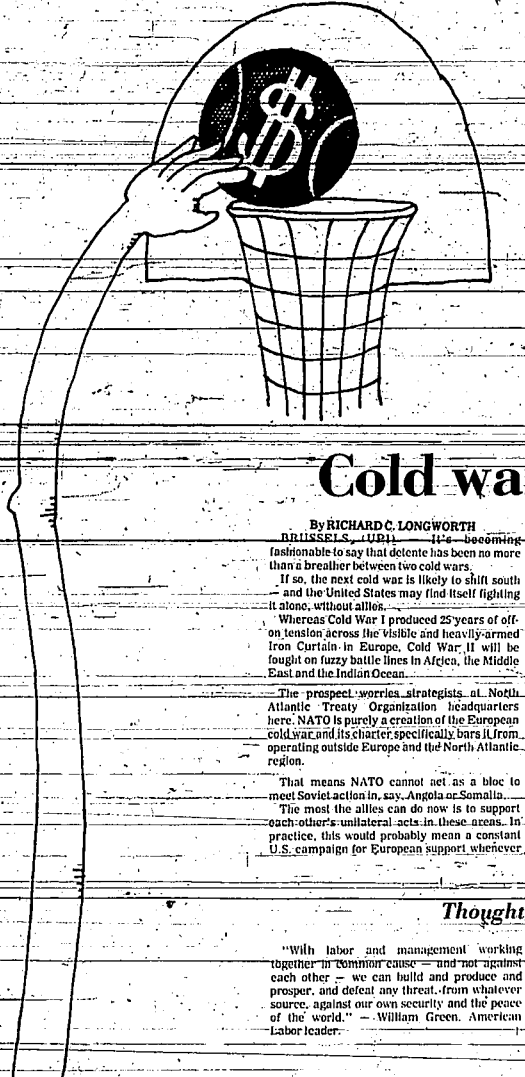 $
Cold wa
By RICHARD C. LONGWORTH
BRUSSELS, (UPI) — It's becoming
fashionable to say that detente has been no more
than a breather between two cold wars.
If so, the next cold war is likely to shift south
— and the United States may find itself fighting
it alone, without allies.
Whereas Cold War I produced 25 years of off-
on tension across the visible and heavily-armed
Iron Curtain in Europe, Cold War II will be
fought on fuzzy battle lines in Africa, the Middle
East and the Indian Ocean.
The prospect worries strategists at North
Atlantic Treaty Organization headquarters
here. NATO is purely a creation of the European
cold war and its charter specifically bars it from
operating outside Europe and the North Atlantic
region.
That means NATO cannot act as a bloc to
meet Soviet action in, say, Angola or Somalia.
The most the allies can do now is to support
each other's unilateral acts in these areas. In
practice, this would probably mean a constant
U.S. campaign for European support whenever
Thought
"With labor and management working
together in common cause — and not against
each other — we can build and produce and
prosper, and defeat any threat, from whatever
source, against our own security and the peace
of the world." — William Green, American
Labor leader.